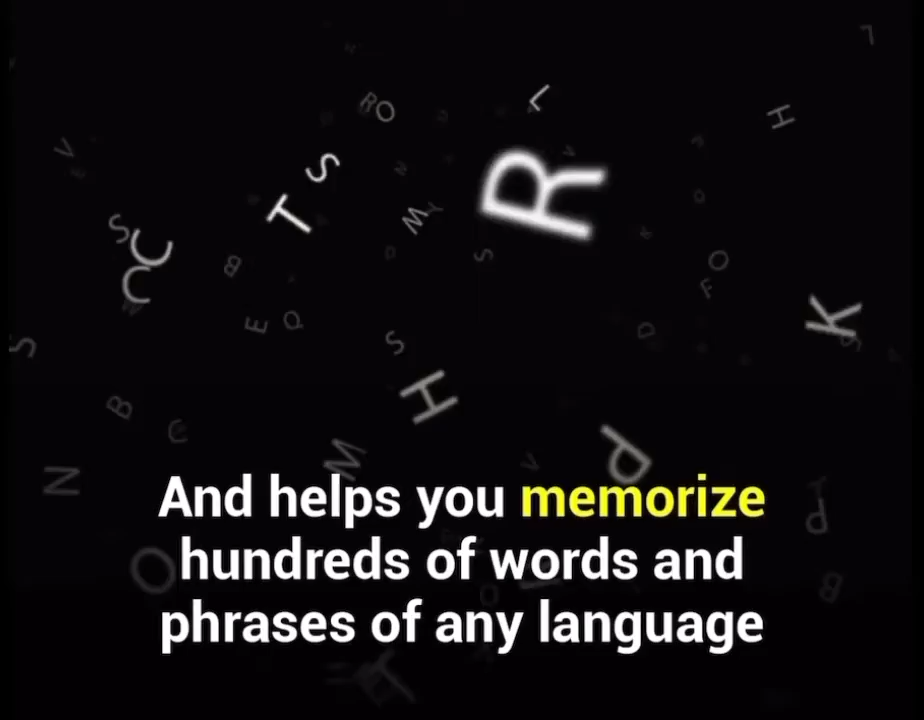 And helps you memorize
hundreds of words and
phrases of any language